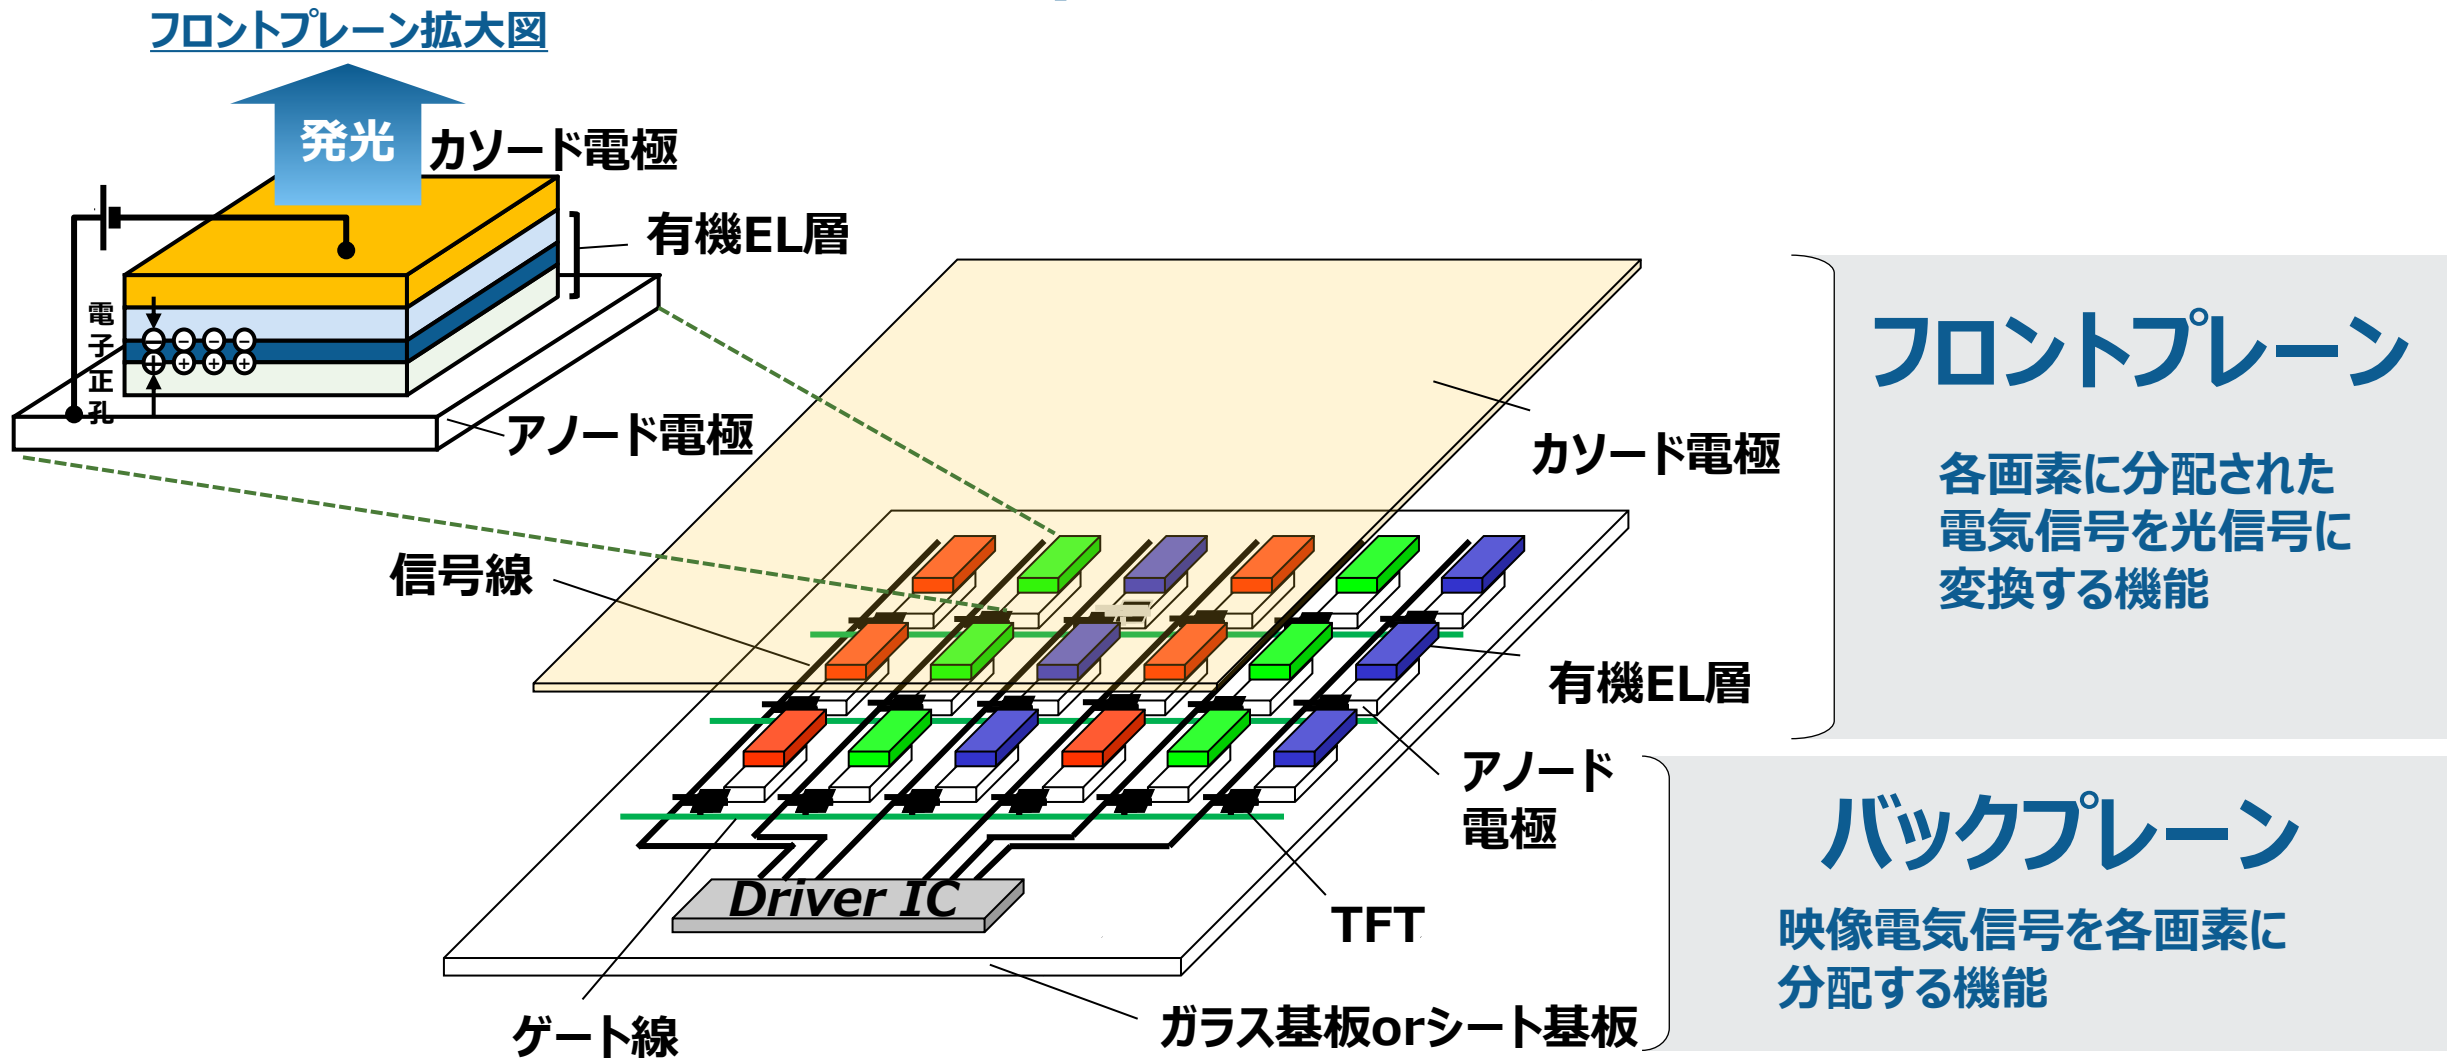 フロントプレーン拡大図
発光
カソード電極
有機EL層
電子
正孔
アノード電極
信号線
カソード電極
有機EL層
アノード
電極
Driver IC
TFT
ゲート線
ガラス基板orシート基板
フロントプレーン
各画素に分配された
電気信号を光信号に
変換する機能
バックプレーン
映像電気信号を各画素に
分配する機能